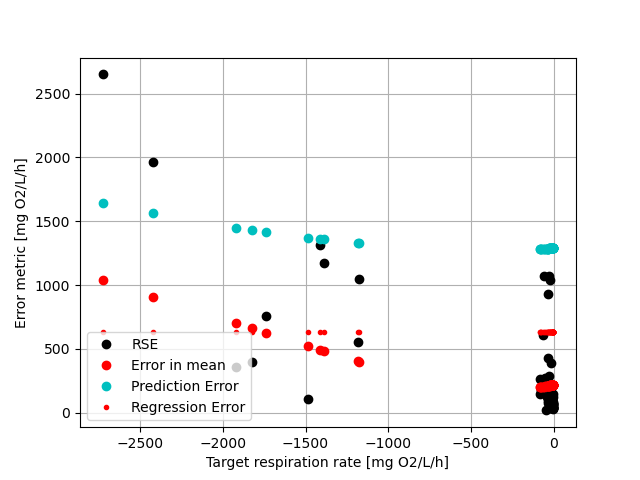 Error metric [mg O2/L/h]
2500
2000
1500
1000
500
0
RSE
Error in mean
Prediction Error
Regression Error
−2500
−2000
−1500
−1000
−500
0
Target respiration rate [mg O2/L/h]